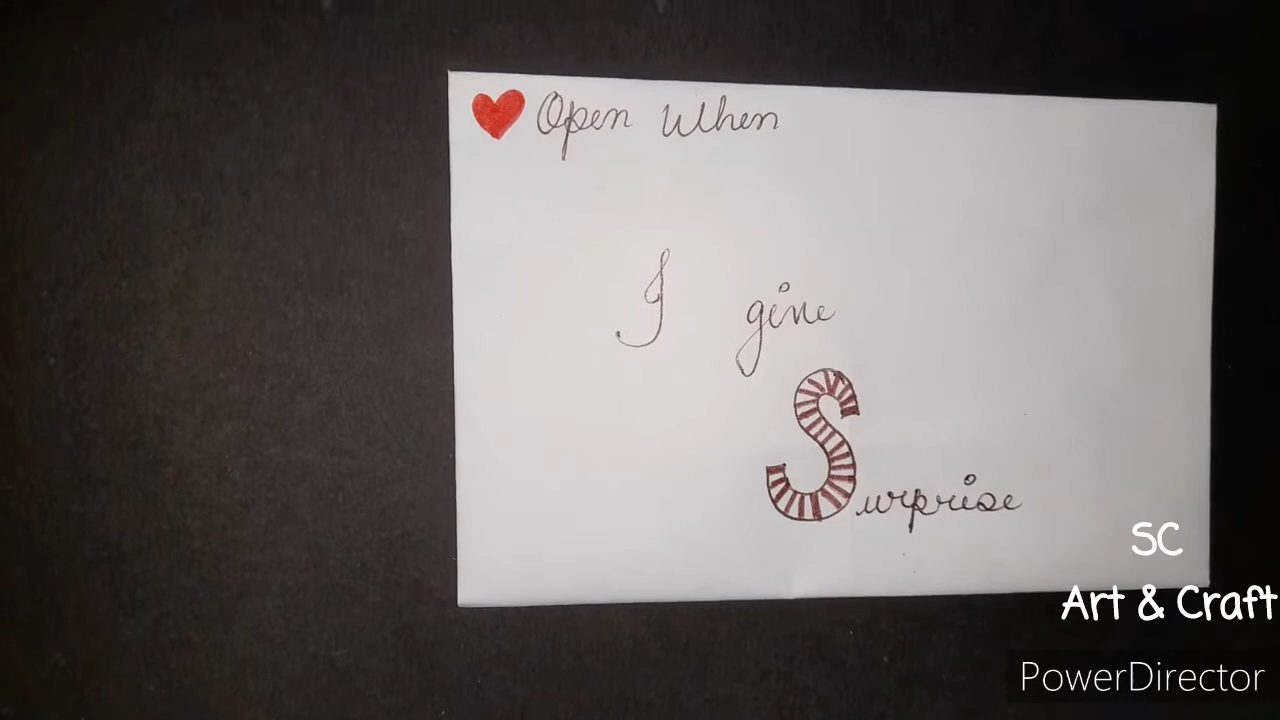 Open When
I give
Surprise
SC
Art & Craft
PowerDirector